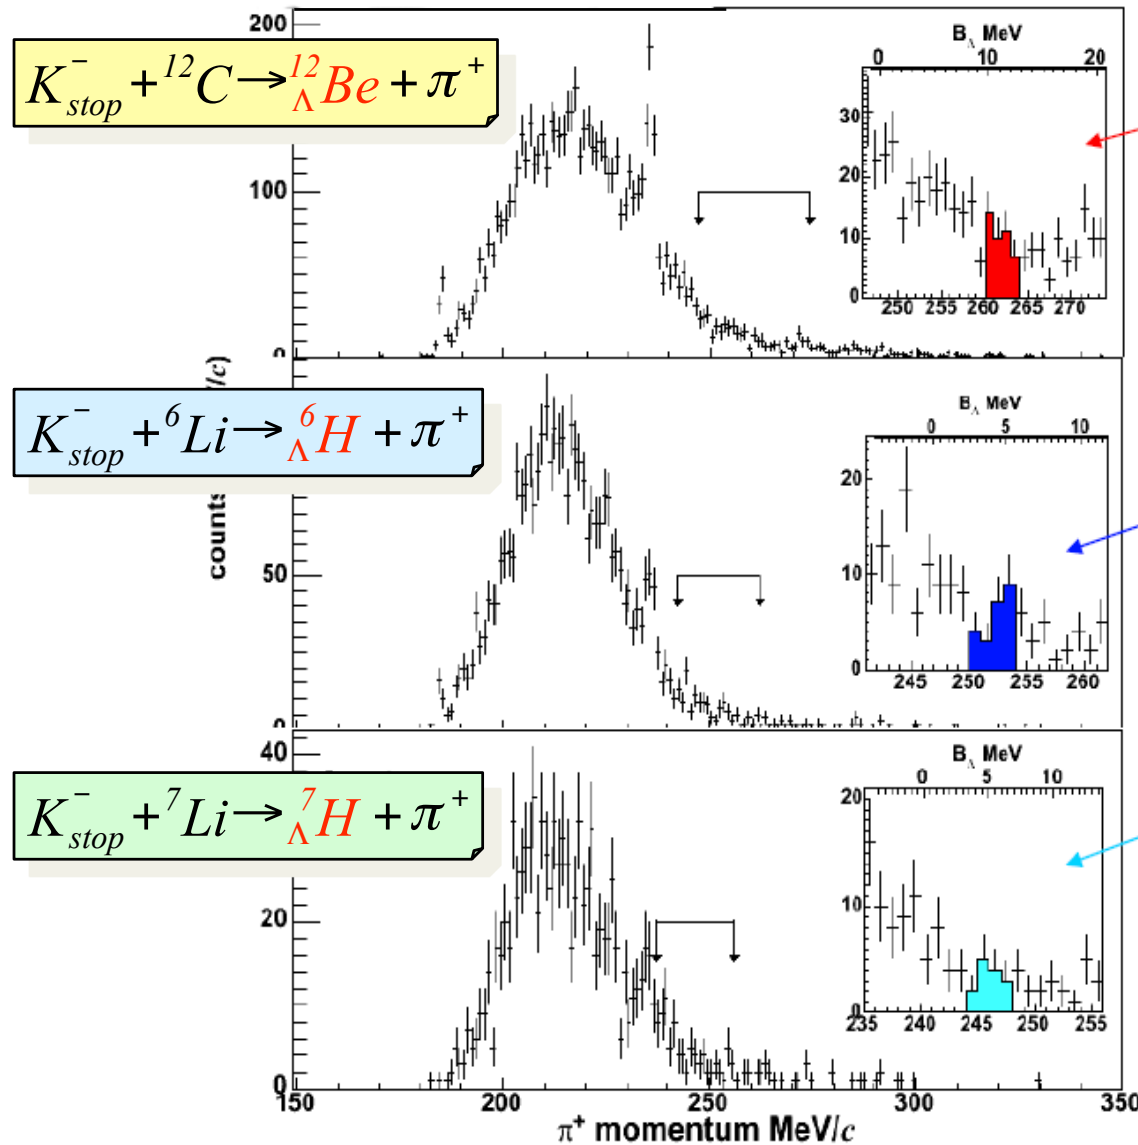 200
K⁻stop + ¹²C → ¹²ΛBe + π⁺
100
0
B_Λ MeV
0 10 20
30
20
10
0
250 255 260 265 270
counts /c)
K⁻stop + ⁶Li → ⁶ΛH + π⁺
50
0
B_Λ MeV
0 5 10
20
10
0
245 250 255 260
40
K⁻stop + ⁷Li → ⁷ΛH + π⁺
20
0
B_Λ MeV
0 5 10
20
10
0
235 240 245 250 255
150 200 250 300 350
π⁺ momentum MeV/c